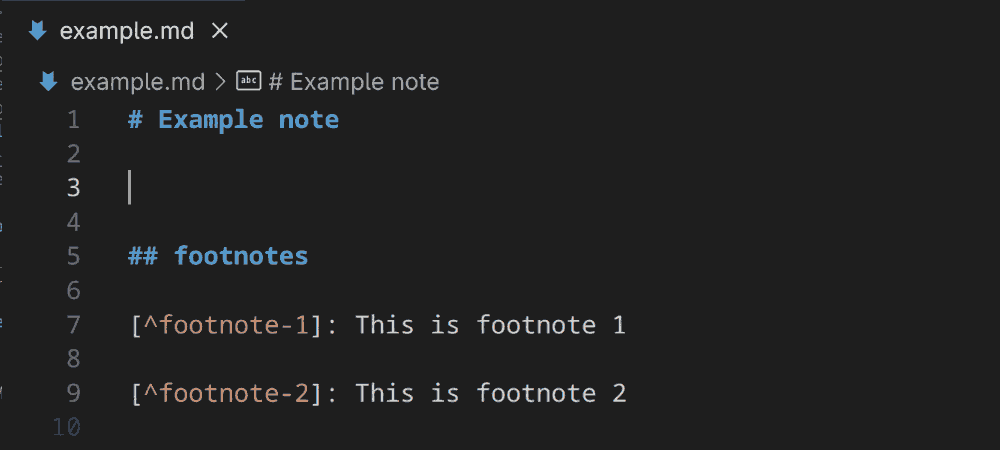 example.md
example.md # Example note
1 # Example note
2
3
4
5 ## footnotes
6
7 [^footnote-1]: This is footnote 1
8
9 [^footnote-2]: This is footnote 2
10